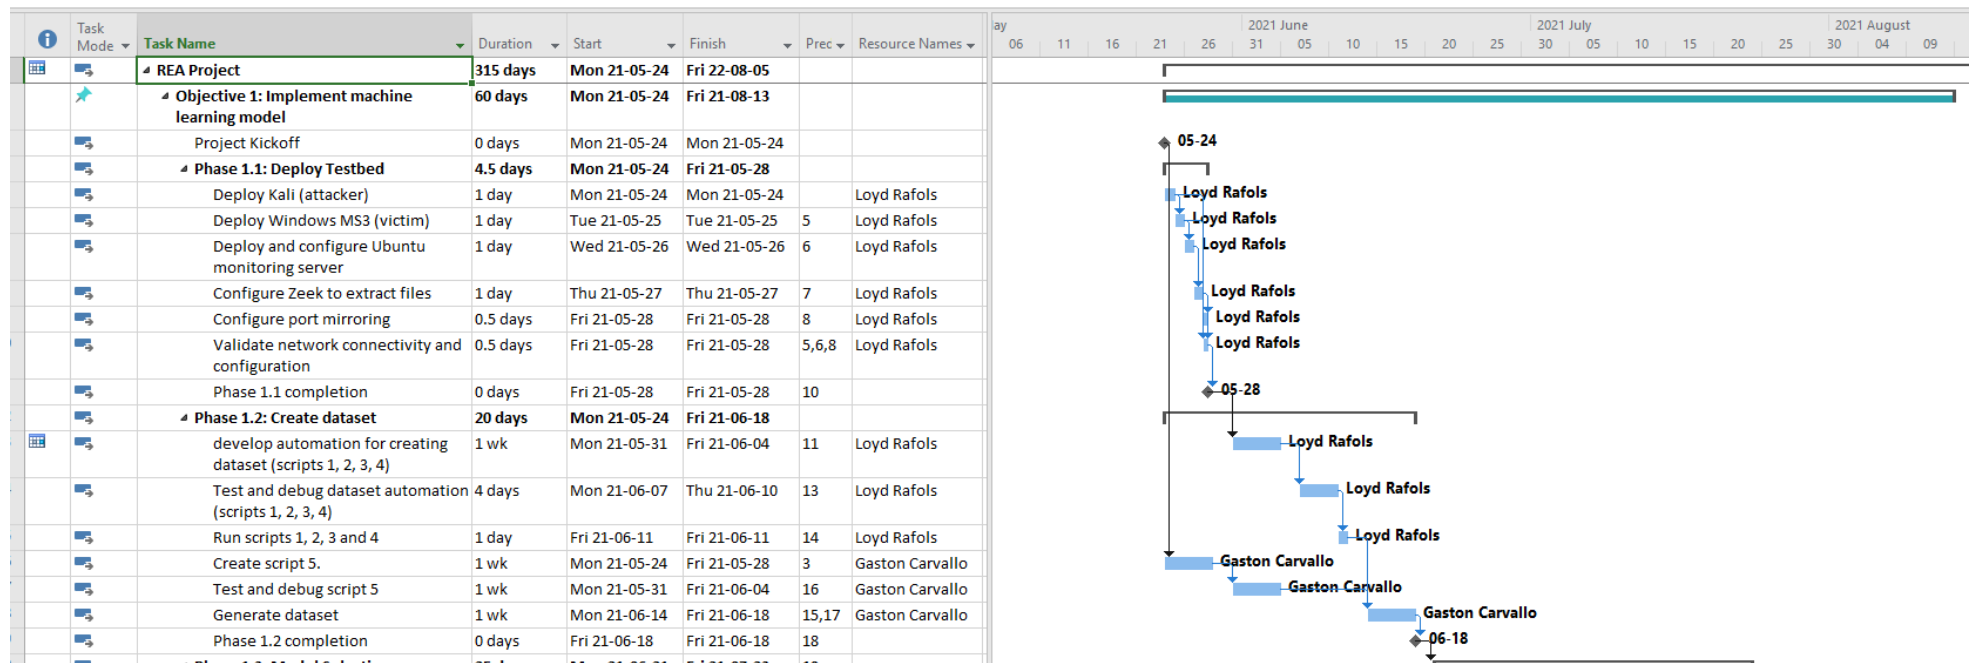 Task Mode
Task Name Duration Start Finish Prec Resource Names
ay 2021 June 2021 July 2021 August
06 11 16 21 26 31 05 10 15 20 25 30 05 10 15 20 25 30 04 09
REA Project 315 days Mon 21-05-24 Fri 22-08-05
Objective 1: Implement machine learning model 60 days Mon 21-05-24 Fri 21-08-13
Project Kickoff 0 days Mon 21-05-24 Mon 21-05-24 05-24
Phase 1.1: Deploy Testbed 4.5 days Mon 21-05-24 Fri 21-05-28
Deploy Kali (attacker) 1 day Mon 21-05-24 Mon 21-05-24 Loyd Rafols Loyd Rafols
Deploy Windows MS3 (victim) 1 day Tue 21-05-25 Tue 21-05-25 5 Loyd Rafols Loyd Rafols
Deploy and configure Ubuntu monitoring server 1 day Wed 21-05-26 Wed 21-05-26 6 Loyd Rafols Loyd Rafols
Configure Zeek to extract files 1 day Thu 21-05-27 Thu 21-05-27 7 Loyd Rafols Loyd Rafols
Configure port mirroring 0.5 days Fri 21-05-28 Fri 21-05-28 8 Loyd Rafols Loyd Rafols
Validate network connectivity and configuration 0.5 days Fri 21-05-28 Fri 21-05-28 5,6,8 Loyd Rafols Loyd Rafols
Phase 1.1 completion 0 days Fri 21-05-28 Fri 21-05-28 10 05-28
Phase 1.2: Create dataset 20 days Mon 21-05-24 Fri 21-06-18
develop automation for creating dataset (scripts 1, 2, 3, 4) 1 wk Mon 21-05-31 Fri 21-06-04 11 Loyd Rafols Loyd Rafols
Test and debug dataset automation (scripts 1, 2, 3, 4) 4 days Mon 21-06-07 Thu 21-06-10 13 Loyd Rafols Loyd Rafols
Run scripts 1, 2, 3 and 4 1 day Fri 21-06-11 Fri 21-06-11 14 Loyd Rafols Loyd Rafols
Create script 5. 1 wk Mon 21-05-24 Fri 21-05-28 3 Gaston Carvallo Gaston Carvallo
Test and debug script 5 1 wk Mon 21-05-31 Fri 21-06-04 16 Gaston Carvallo Gaston Carvallo
Generate dataset 1 wk Mon 21-06-14 Fri 21-06-18 15,17 Gaston Carvallo Gaston Carvallo
Phase 1.2 completion 0 days Fri 21-06-18 Fri 21-06-18 18 06-18